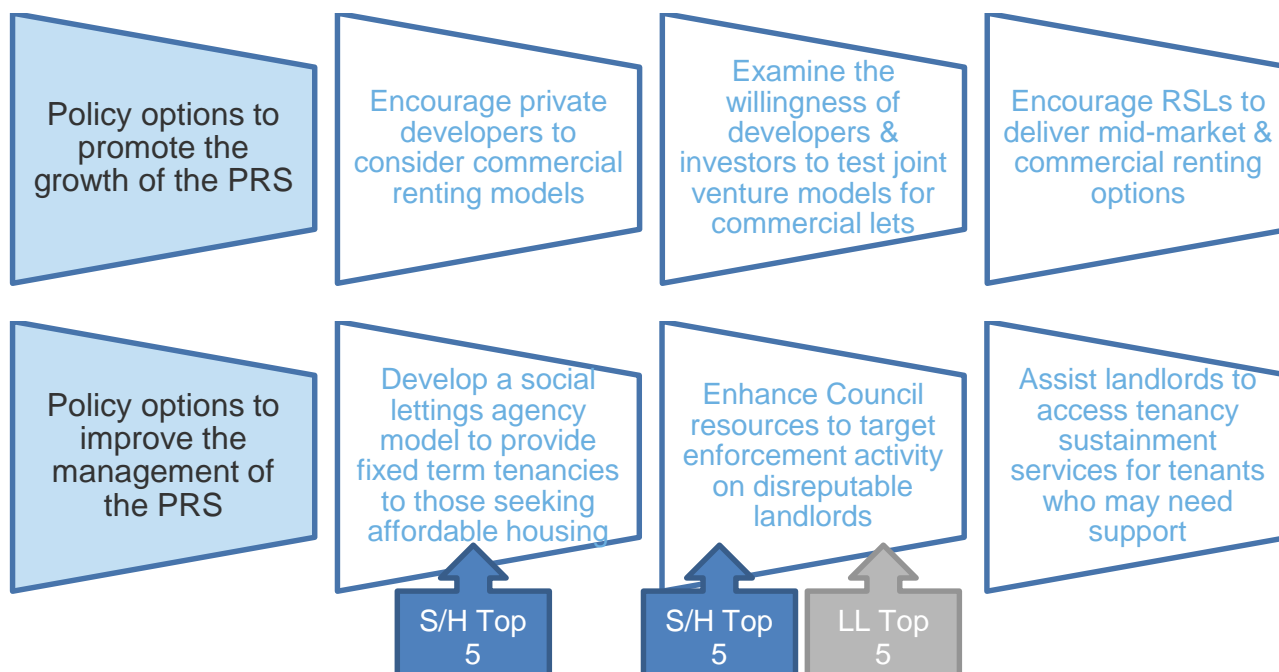 Policy options to
promote the
growth of the PRS
Encourage private
developers to
consider commercial
renting models
Examine the
willingness of
developers &
investors to test joint
venture models for
commercial lets
Encourage RSLs to
deliver mid-market &
commercial renting
options
Policy options to
improve the
management of
the PRS
Develop a social
lettings agency
model to provide
fixed term tenancies
to those seeking
affordable housing
Enhance Council
resources to target
enforcement activity
on disreputable
landlords
Assist landlords to
access tenancy
sustainment
services for tenants
who may need
support
S/H Top
5
S/H Top
5
LL Top
5